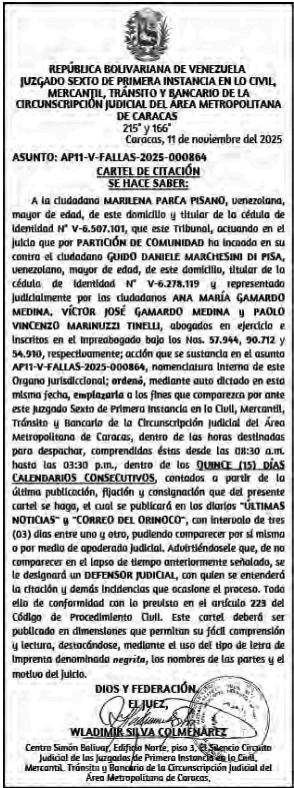 REPÚBLICA BOLIVARIANA DE VENEZUELA
JUZGADO SEXTO DE PRIMERA INSTANCIA EN LO CIVIL,
MERCANTIL, TRÁNSITO Y BANCARIO DE LA
CIRCUNSCRIPCIÓN JUDICIAL DEL ÁREA METROPOLITANA
DE CARACAS
215° y 166°
Caracas, 11 de noviembre del 2025
ASUNTO: AP11-V-FALLAS-2025-000864
CARTEL DE CITACIÓN
SE HACE SABER:
A la ciudadana MARILENA PARCA PISANO, venezolana,
mayor de edad, de este domicilio y titular de la cédula de
identidad N° V-6.507.101, que este Tribunal, actuando en el
juicio que por PARTICIÓN DE COMUNIDAD ha incoado en su
contra el ciudadano GUIDO DANIELE MARCHESINI DI PISA,
venezolano, mayor de edad, de este domicilio, titular de la
cédula de identidad N° V-6.278.119 y representado
judicialmente por las ciudadanos ANA MARÍA GAMARDO
MEDINA, VÍCTOR JOSÉ GAMARDO MEDINA y PAOLO
VINCENZO MARINUZZI TINELLI, abogados en ejercicio e
inscritos en el Impreabogado bajo los Nos. 57.944, 90.712 y
54.910, respectivamente; acción que se sustancia en el asunto
AP11-V-FALLAS-2025-000864, nomenclatura interna de este
Organo Jurisdiccional; ordenó, mediante auto dictado en esta
misma fecha, emplazarla a los fines que comparezca por ante
este Juzgado Sexto de Primera Instancia en lo Civil, Mercantil,
Tránsito y Bancario de la Circunscripción Judicial del Área
Metropolitana de Caracas, dentro de las horas destinadas
para despachar, comprendidas éstas desde las 08:30 a.m.
hasta las 03:30 p.m., dentro de los QUINCE (15) DÍAS
CALENDARIOS CONSECUTIVOS, contados a partir de la
última publicación, fijación y consignación que del presente
cartel se haga, el cual se publicará en los diarios "ÚLTIMAS
NOTICIAS" y "CORREO DEL ORINOCO", con intervalo de tres
(03) días entre uno y otro, pudiendo comparecer por sí misma
o por medio de apoderado judicial. Advirtiéndosele que, de no
comparecer en el lapso de tiempo anteriormente señalado, se
le designará un DEFENSOR JUDICIAL, con quien se entenderá
la citación y demás incidencias que ocasione el proceso. Todo
ello de conformidad con lo previsto en el artículo 223 del
Código de Procedimiento Civil. Este cartel deberá ser
publicado en dimensiones que permitan su fácil comprensión
y lectura, destacándose, mediante el uso del tipo de letra de
imprenta denominada negrita, los nombres de las partes y el
motivo del juicio.
DIOS Y FEDERACIÓN,
EL JUEZ,
WLADIMIR SILVA COLMENÁREZ
Centro Simón Bolívar, Edificio Norte, piso 3, El Silencio Circuito
Judicial de los Juzgados de Primera Instancia en lo Civil,
Mercantil, Tránsito y Bancario de la Circunscripción Judicial del
Área Metropolitana de Caracas,